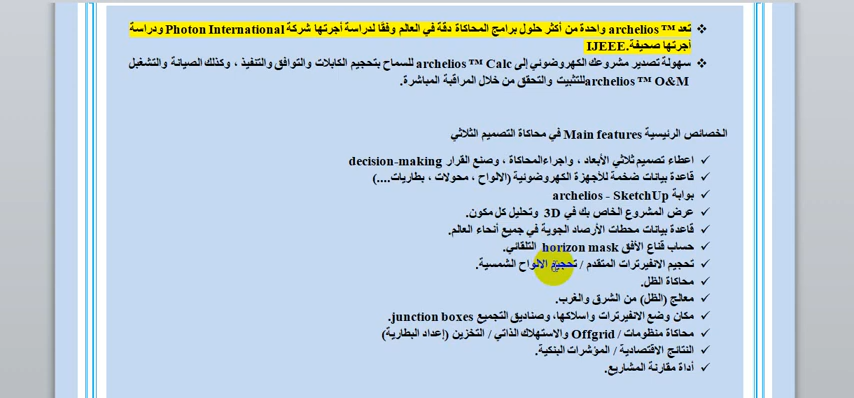 تعد ™archelios واحدة من أكثر حلول برامج المحاكاة دقة في العالم وفقًا لدراسة أجرتها شركة Photon International ودراسة
أجرتها صحيفة.IJEEE
سهولة تصدير مشروعك الكهروضوئي إلى archelios ™ Calc للسماح بتحجيم الكابلات والتوافق والتنفيذ ، وكذلك الصيانة والتشغيل
archelios ™ O&Mللتثبيت والتحقق من خلال المراقبة المباشرة.
الخصائص الرئيسية Main features في محاكاة التصميم الثلاثي
✓ اعطاء تصميم ثلاثي الأبعاد ، واجراءالمحاكاة ، وصنع القرار decision-making
✓ قاعدة بيانات ضخمة للأجهزة الكهروضوئية (الالواح ، محولات ، بطاريات....)
✓ بوابة archelios - SketchUp
✓ عرض المشروع الخاص بك في 3D وتحليل كل مكون.
✓ قاعدة بيانات محطات الأرصاد الجوية في جميع أنحاء العالم.
✓ حساب قناع الأفق horizon mask التلقائي.
✓ تحجيم الانفيرترات المتقدم / تحجيم الالواح الشمسية.
✓ محاكاة الظل.
✓ معالج (الظل) من الشرق والغرب.
✓ مكان وضع الانفيرترات واسلاكها، وصناديق التجميع junction boxes.
✓ محاكاة منظومات / Offgrid والاستهلاك الذاتي / التخزين (إعداد البطارية)
✓ النتائج الاقتصادية / المؤشرات البنكية.
✓ أداة مقارنة المشاريع.